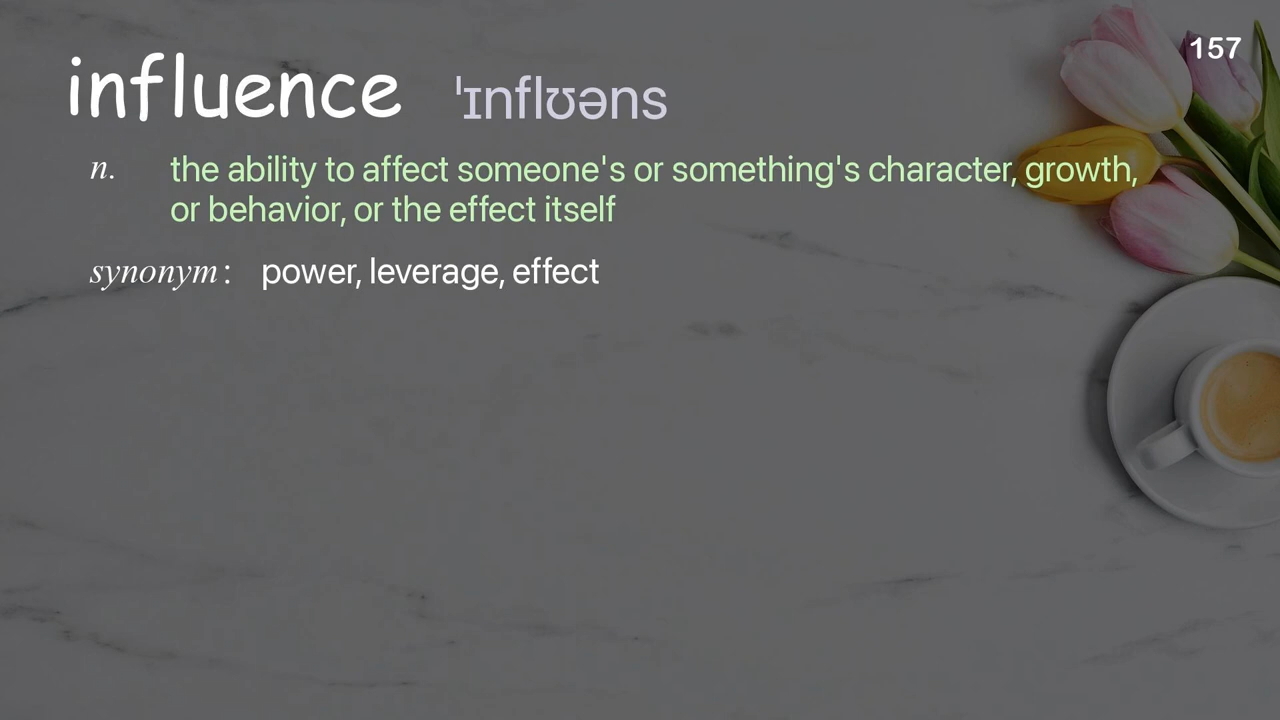 157
influence ˈɪnflʊəns
n. the ability to affect someone's or something's character, growth,
or behavior, or the effect itself
synonym: power, leverage, effect